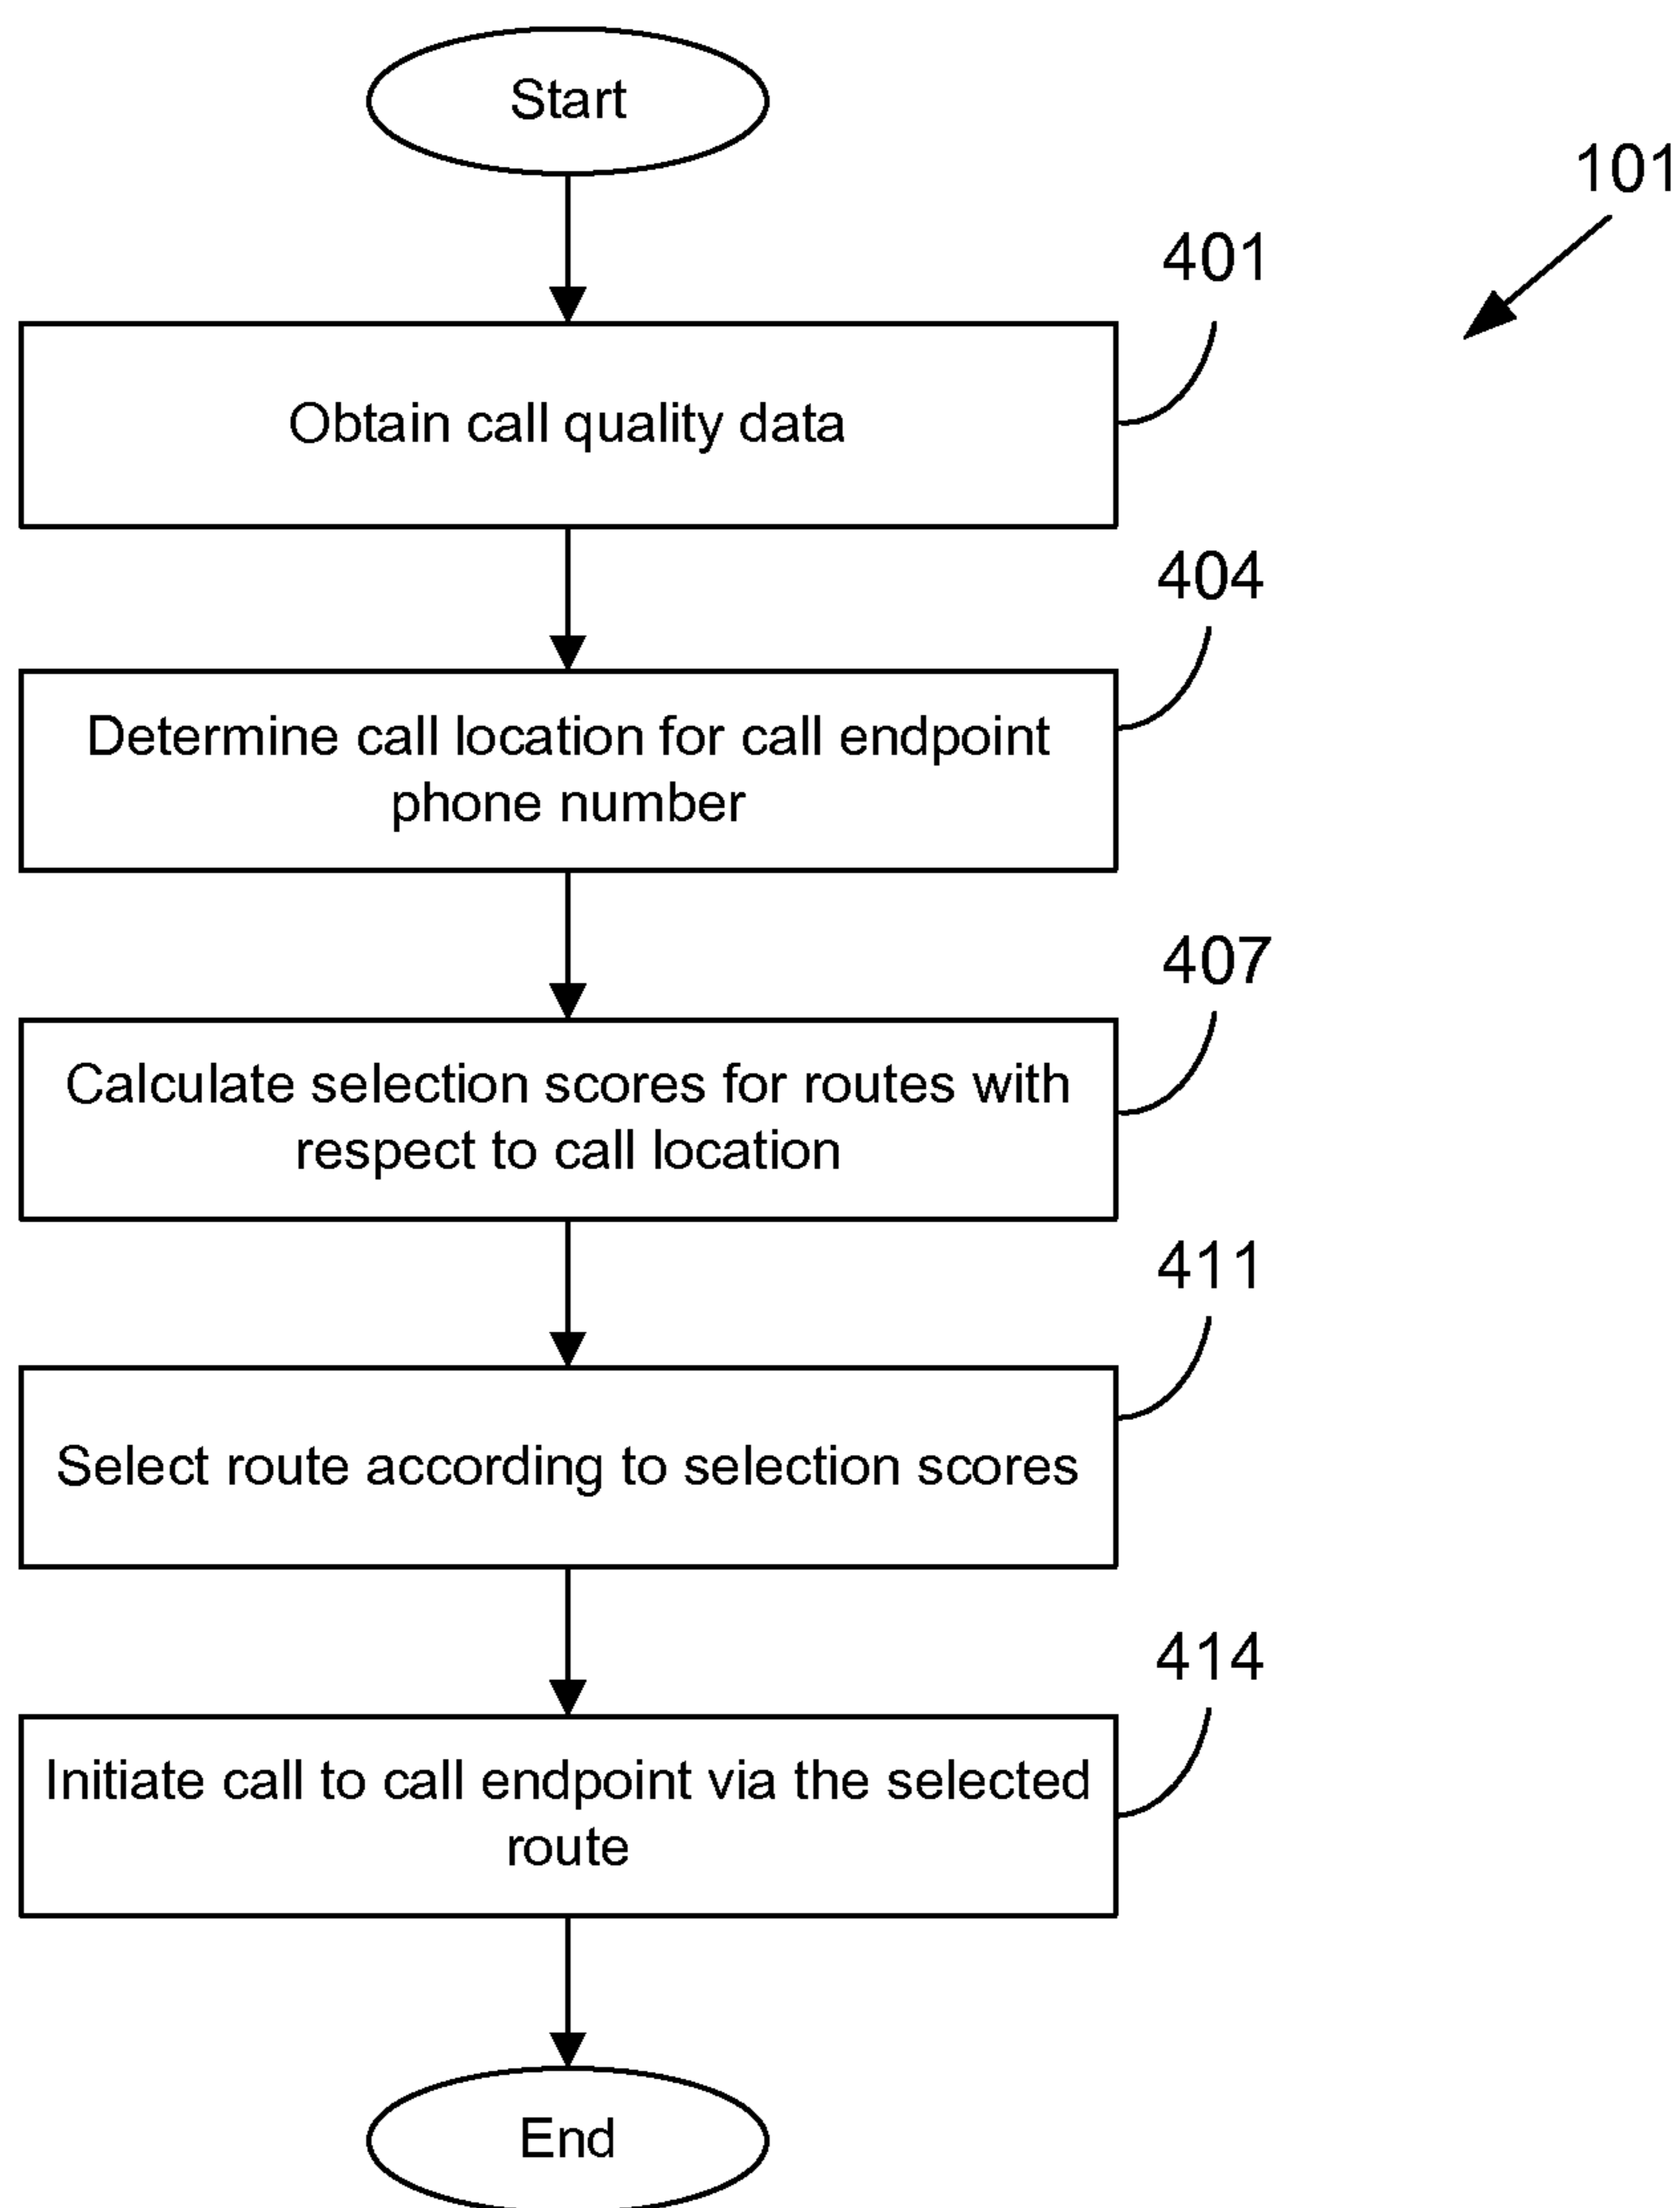 Start
101
401
Obtain call quality data
404
Determine call location for call endpoint
phone number
407
Calculate selection scores for routes with
respect to call location
411
Select route according to selection scores
414
Initiate call to call endpoint via the selected
route
End